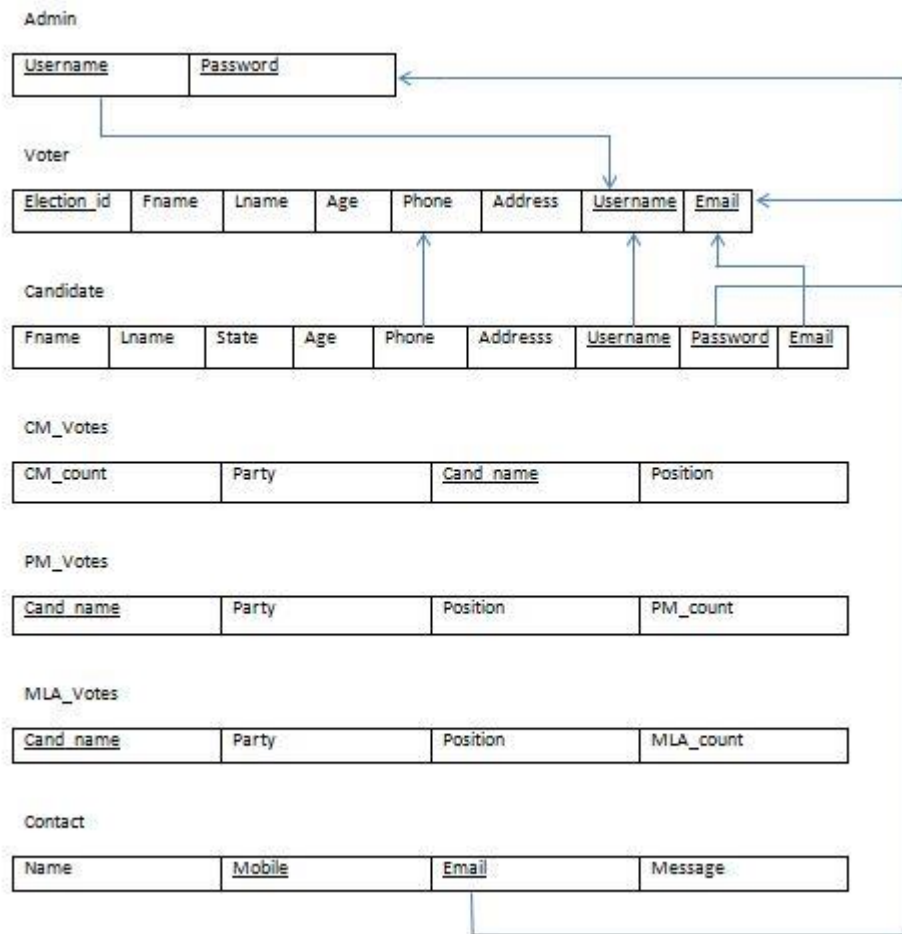 Admin
Username Password
Voter
Election_id Fname Lname Age Phone Address Username Email
Candidate
Fname Lname State Age Phone Addresss Username Password Email
CM_Votes
CM_count Party Cand_name Position
PM_Votes
Cand_name Party Position PM_count
MLA_Votes
Cand_name Party Position MLA_count
Contact
Name Mobile Email Message